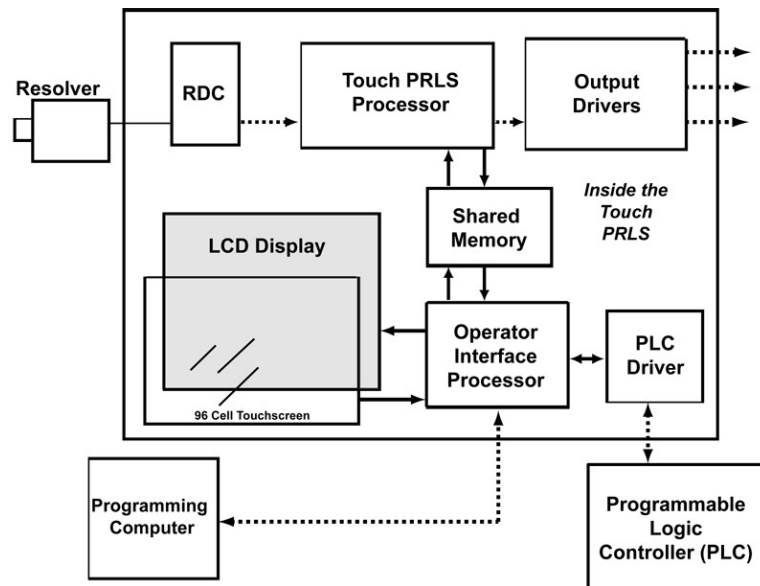 Resolver
RDC
Touch PRLS
Processor
Output
Drivers
Inside the
Touch
PRLS
Shared
Memory
LCD Display
Operator
Interface
Processor
PLC
Driver
96 Cell Touchscreen
Programming
Computer
Programmable
Logic
Controller (PLC)